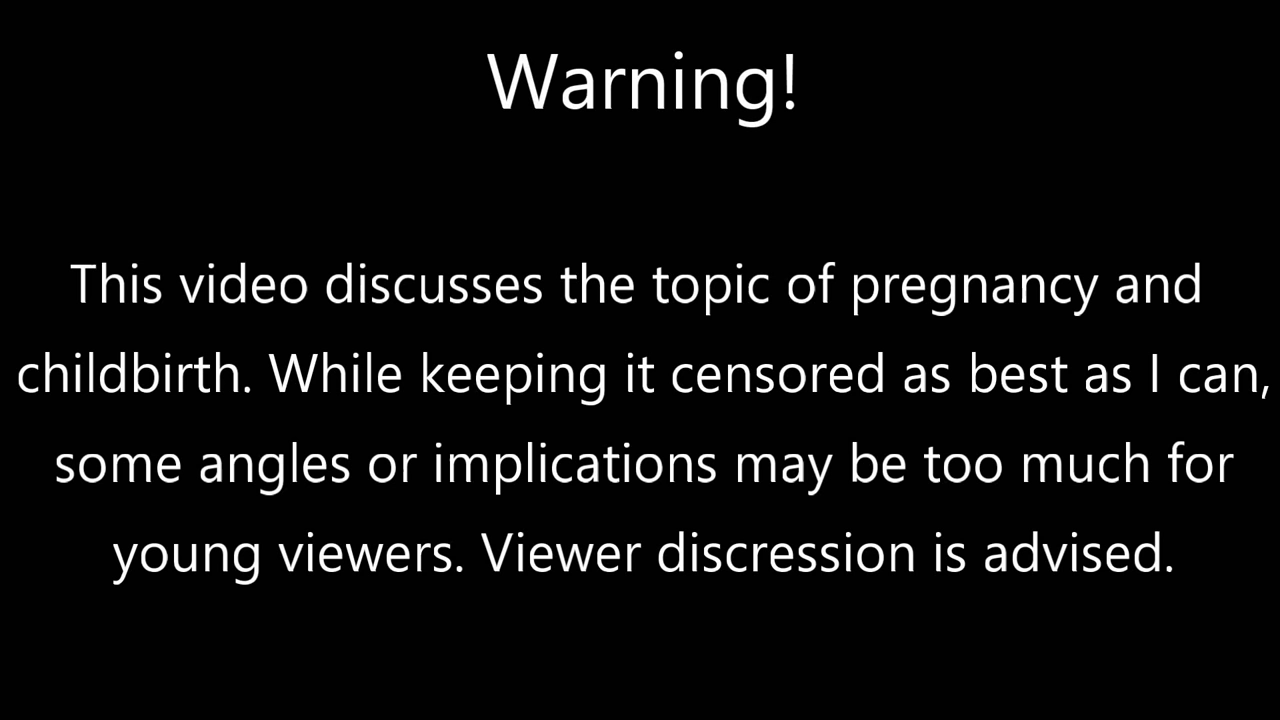 Warning!
This video discusses the topic of pregnancy and
childbirth. While keeping it censored as best as I can,
some angles or implications may be too much for
young viewers. Viewer discression is advised.